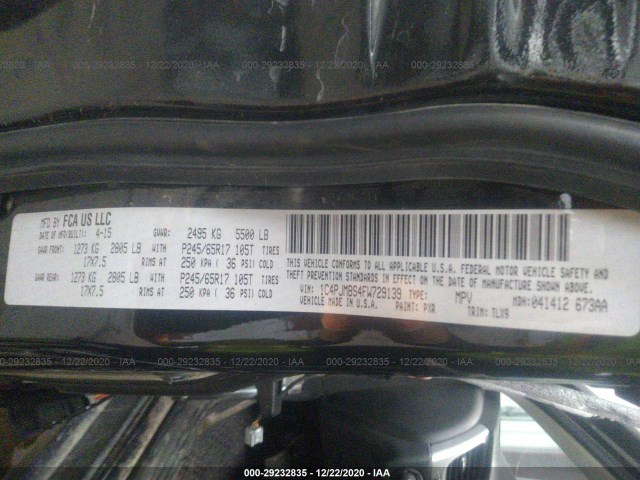 MFD BY FCA US LLC
DATE OF MFR/BUILT: 4-15 GVWR: 2495 KG 5500 LB
GAWR FRONT: 1273 KG 2805 LB WITH P245/65R17 105T TIRES
17X7.5 RIMS AT 250 KPA ( 36 PSI) COLD
GAWR REAR: 1273 KG 2805 LB WITH P245/65R17 105T TIRES
17X7.5 RIMS AT 250 KPA ( 36 PSI) COLD
THIS VEHICLE CONFORMS TO ALL APPLICABLE U.S.A. FEDERAL MOTOR VEHICLE SAFETY AND
THEFT PREVENTION STANDARDS IN EFFECT ON THE DATE OF MANUFACTURE SHOWN ABOVE.
VIN: 1C4PJMBS4FW729139 TYPE: MPV MDH: 041412 673AA
MADE IN U.S.A. PAINT: PXR TRIM: TLX9
000-29232835 - 12/22/2020 - IAA